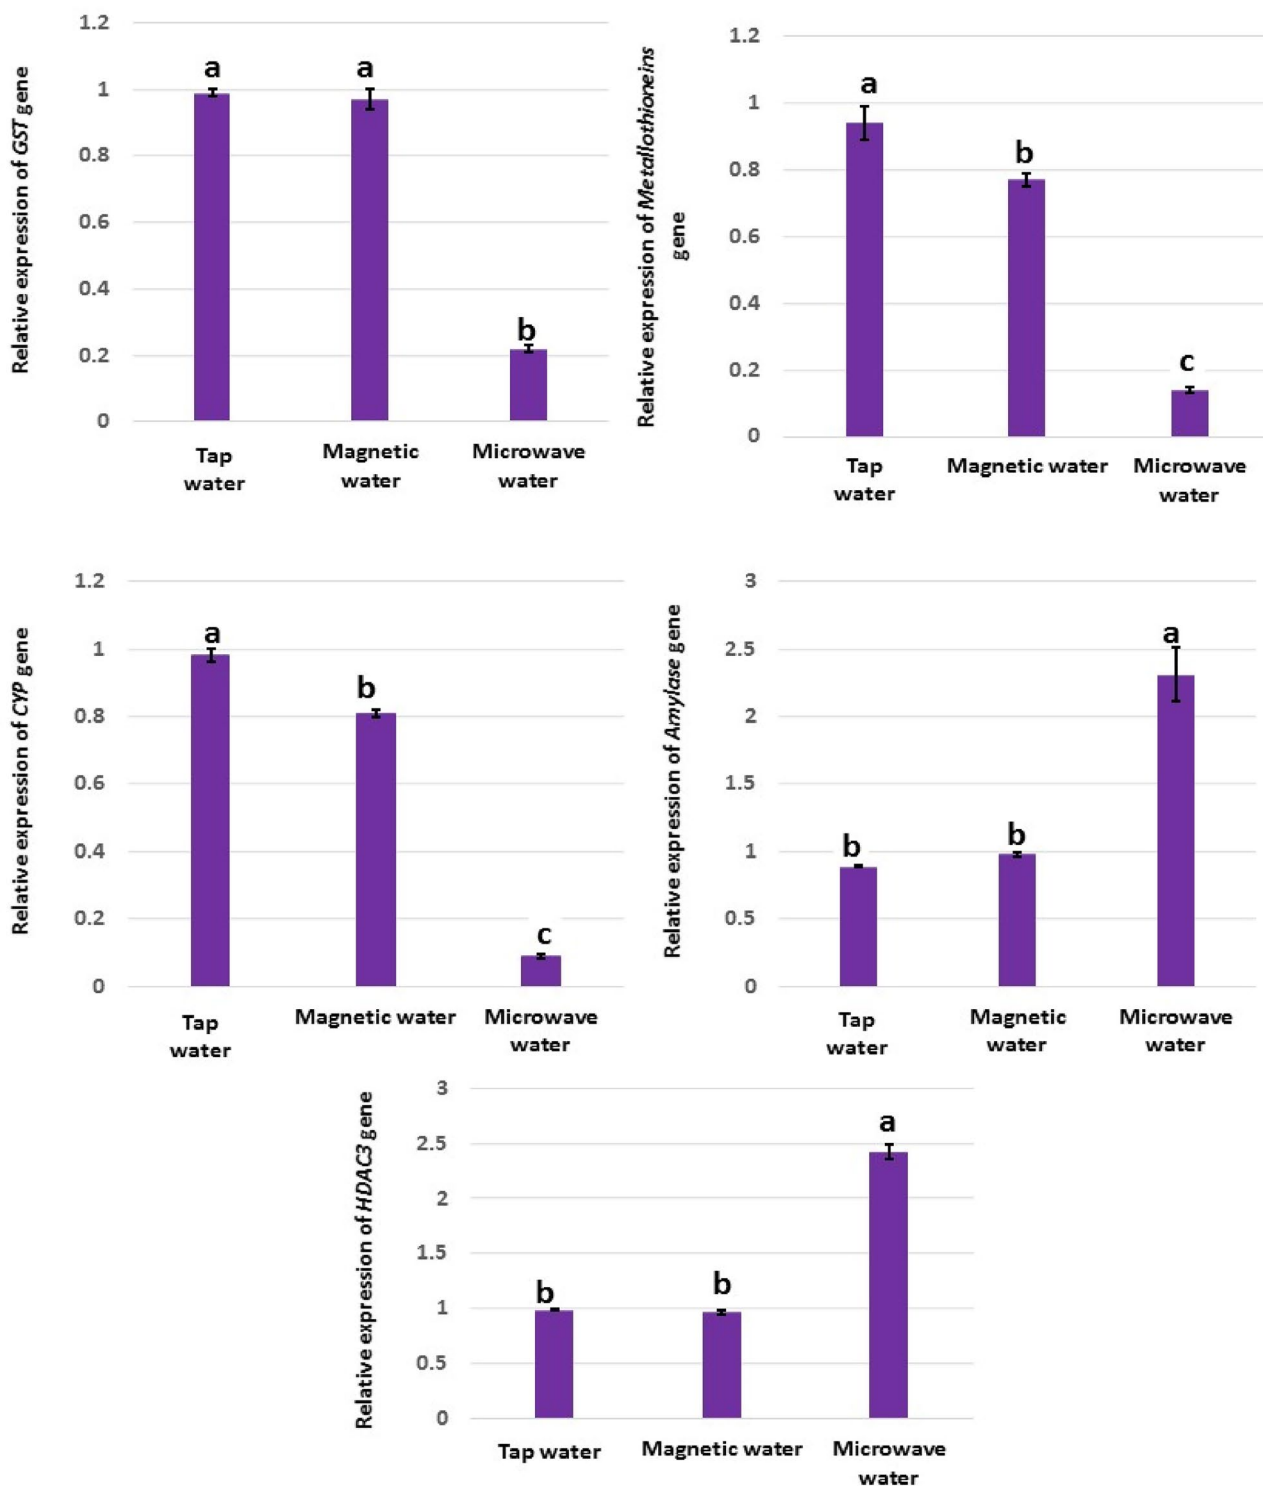 Relative expression of GST gene
1.2
1
0.8
0.6
0.4
0.2
0
a
a
b
Tap
water
Magnetic
water
Microwave
water
Relative expression of Metallothioneins
gene
1.2
1
0.8
0.6
0.4
0.2
0
a
b
c
Tap
water
Magnetic water
Microwave
water
Relative expression of CYP gene
1.2
1
0.8
0.6
0.4
0.2
0
a
b
c
Tap
water
Magnetic water
Microwave
water
Relative expression of Amylase gene
3
2.5
2
1.5
1
0.5
0
b
b
a
Tap
water
Magnetic
water
Microwave
water
Relative expression of HDAC3 gene
3
2.5
2
1.5
1
0.5
0
b
b
a
Tap water
Magnetic water
Microwave
water